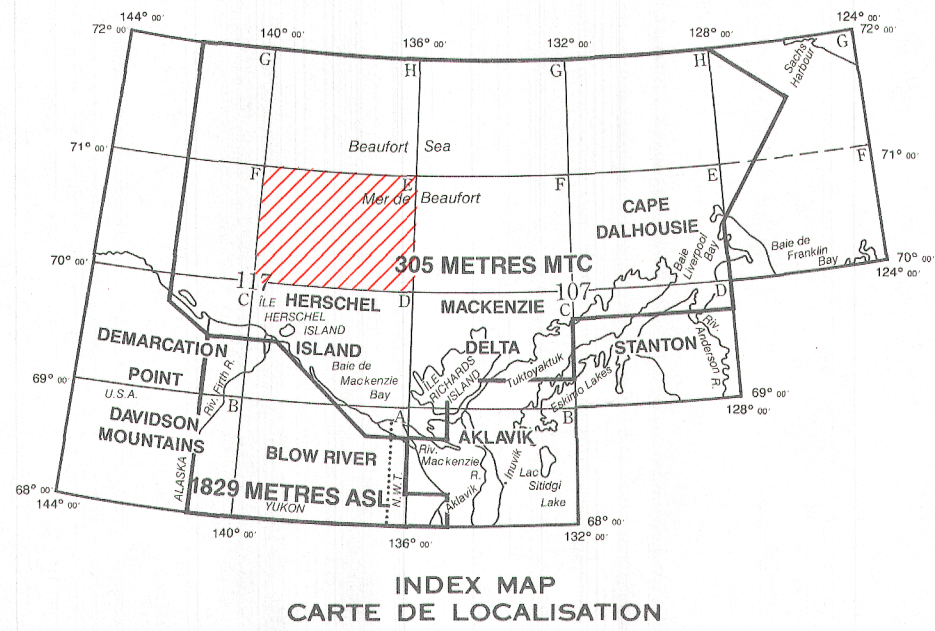 144° 00'
140° 00'
136° 00'
132° 00'
128° 00'
124° 00'
72° 00'
72° 00'
G
H
G
H
G
Sachs
Harbour
Beaufort Sea
71° 00'
71° 00'
F
E
F
E
F
Mer de Beaufort
CAPE
DALHOUSIE
Baie
Liverpool
Bay
Baie de
Franklin
Bay
70° 00'
70° 00'
124° 00'
305 METRES MTC
117
107
C
D
C
D
ÎLE
HERSCHEL
ISLAND
HERSCHEL
ISLAND
MACKENZIE
DELTA
Baie de
Mackenzie
Bay
ÎLE
RICHARDS
ISLAND
Tuktoyaktuk
Eskimo Lakes
STANTON
Riv.
Anderson R.
DEMARCATION
POINT
69° 00'
69° 00'
128° 00'
U.S.A.
Riv. Firth R.
B
A
B
DAVIDSON
MOUNTAINS
BLOW RIVER
AKLAVIK
Riv.
Mackenzie
R.
Aklavik
Inuvik
Lac
Sitidgi
Lake
ALASKA
1829 METRES ASL
YUKON
N.W.T.
68° 00'
144° 00'
140° 00'
136° 00'
132° 00'
68° 00'
INDEX MAP
CARTE DE LOCALISATION